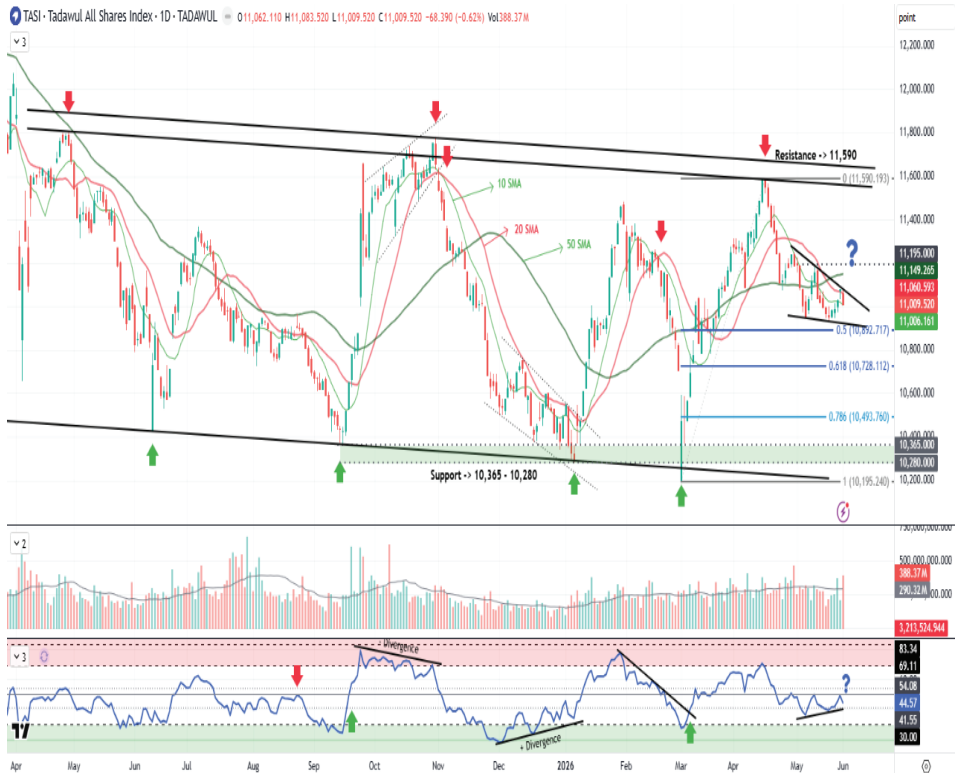 TASI · Tadawul All Shares Index · 1D · TADAWUL O11,062.110 H11,083.520 L11,009.520 C11,009.520 −68.390 (−0.62%) Vol388.37M
point
3
12,200.000
12,000.000
11,800.000
Resistance -> 11,590
0 (11,590.193)
11,600.000
10 SMA
20 SMA
50 SMA
11,400.000
?
11,195.000
11,149.265
11,060.593
11,009.520
11,006.161
0.5 (10,892.717)
10,800.000
0.618 (10,728.112)
10,600.000
0.786 (10,493.760)
10,400.000
10,365.000
10,280.000
Support -> 10,365 - 10,280
10,200.000
1 (10,195.240)
2
750,000,000.000
500,000,000.000
388.37M
290.32M
3,213,524.944
3
- Divergence
+ Divergence
?
83.34
69.11
54.08
44.57
41.55
30.00
Apr May Jun Jul Aug Sep Oct Nov Dec 2026 Feb Mar Apr May Jun